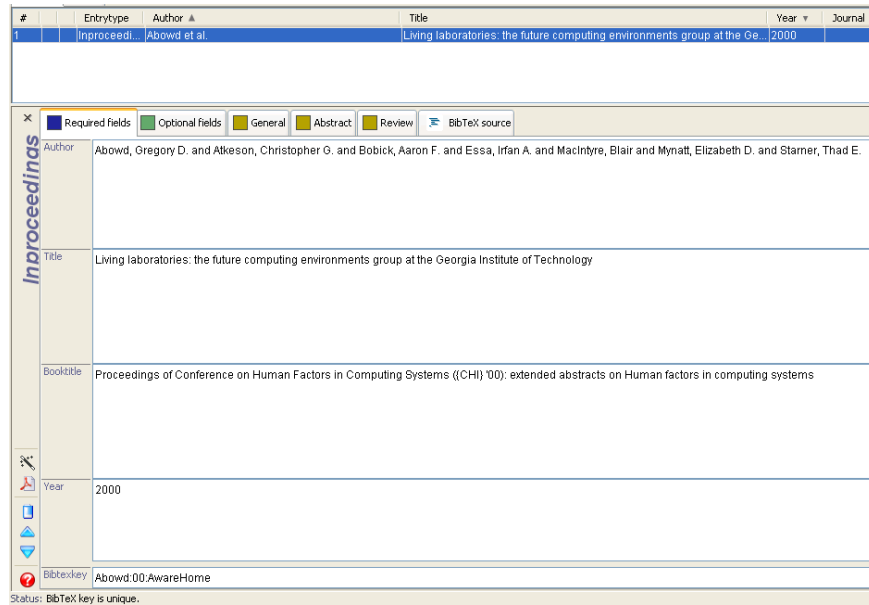 # Entrytype Author Title Year Journal
1 Inproceedi... Abowd et al. Living laboratories: the future computing environments group at the Ge... 2000
Required fields Optional fields General Abstract Review BibTeX source
Inproceedings
Author Abowd, Gregory D. and Atkeson, Christopher G. and Bobick, Aaron F. and Essa, Irfan A. and MacIntyre, Blair and Mynatt, Elizabeth D. and Starner, Thad E.
Title Living laboratories: the future computing environments group at the Georgia Institute of Technology
Booktitle Proceedings of Conference on Human Factors in Computing Systems ({CHI} '00): extended abstracts on Human factors in computing systems
Year 2000
Bibtexkey Abowd:00:AwareHome
Status: BibTeX key is unique.